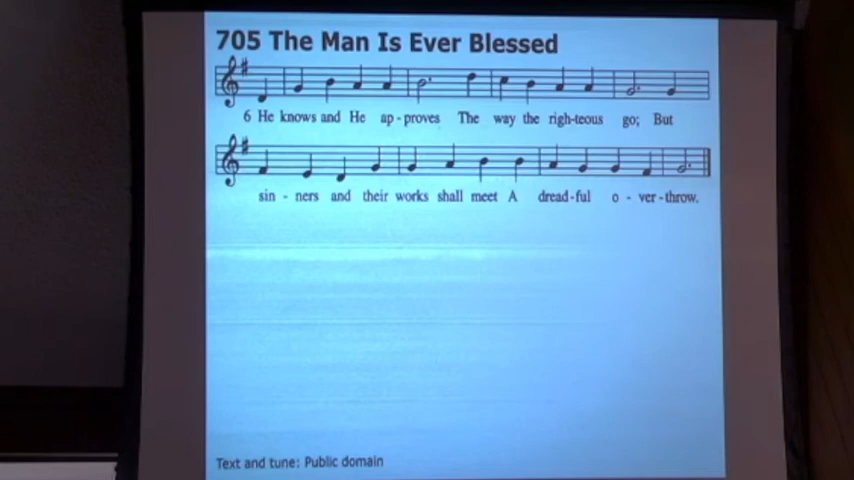 705 The Man Is Ever Blessed
6 He knows and He ap - proves The way the righ-teous go; But
sin - ners and their works shall meet A dread-ful o - ver-throw.
Text and tune: Public domain